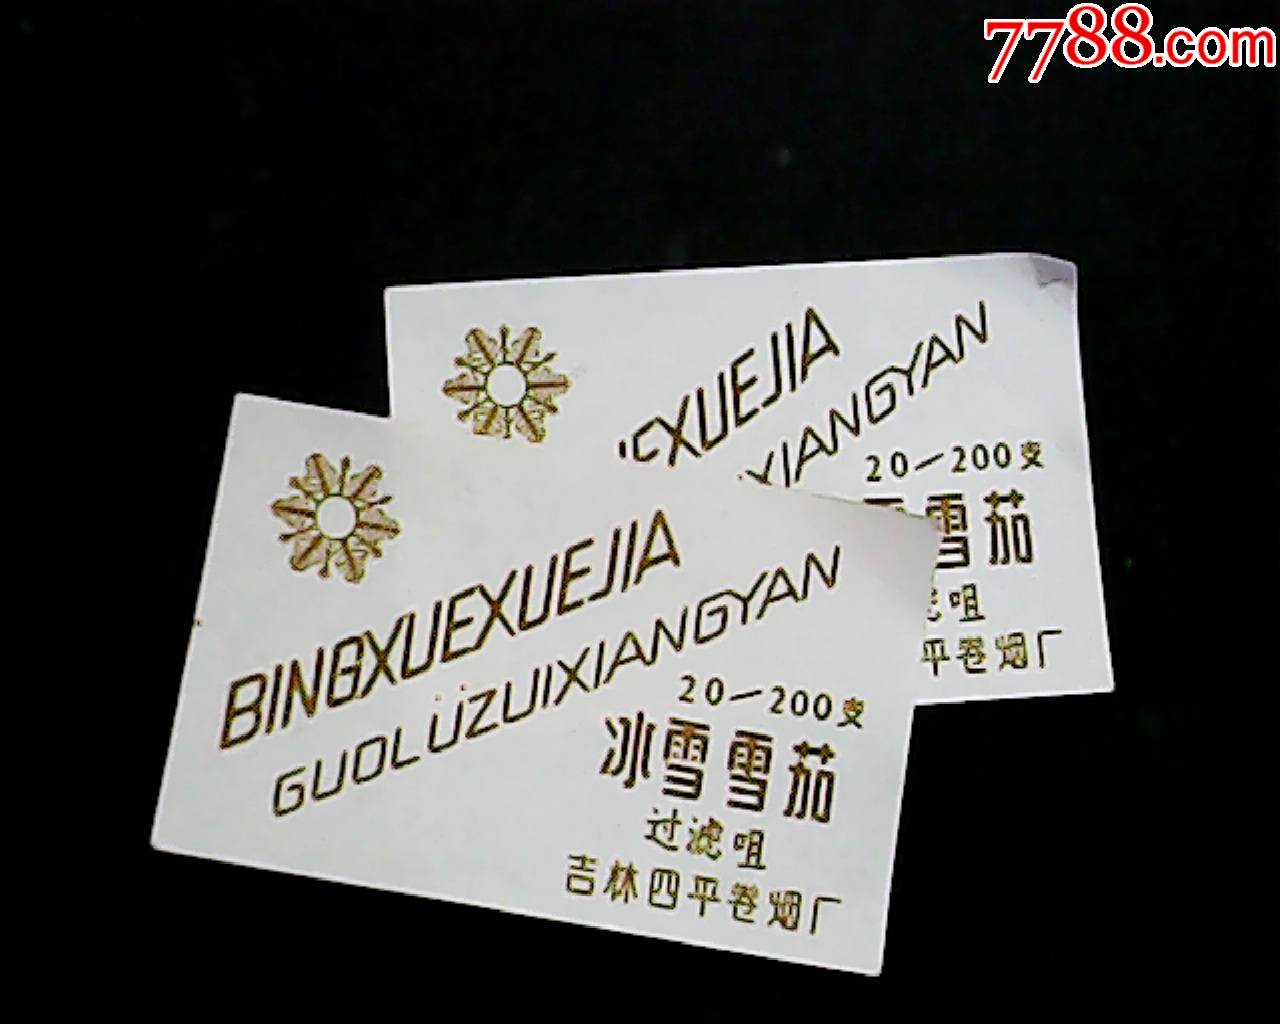 7788.com
XUEJIA
XIANGYAN
20—200支
雪茄
咀
平卷烟厂
BINGXUEXUEJIA
GUOLÜZUIXIANGYAN
20—200支
冰雪雪茄
过滤咀
吉林四平卷烟厂